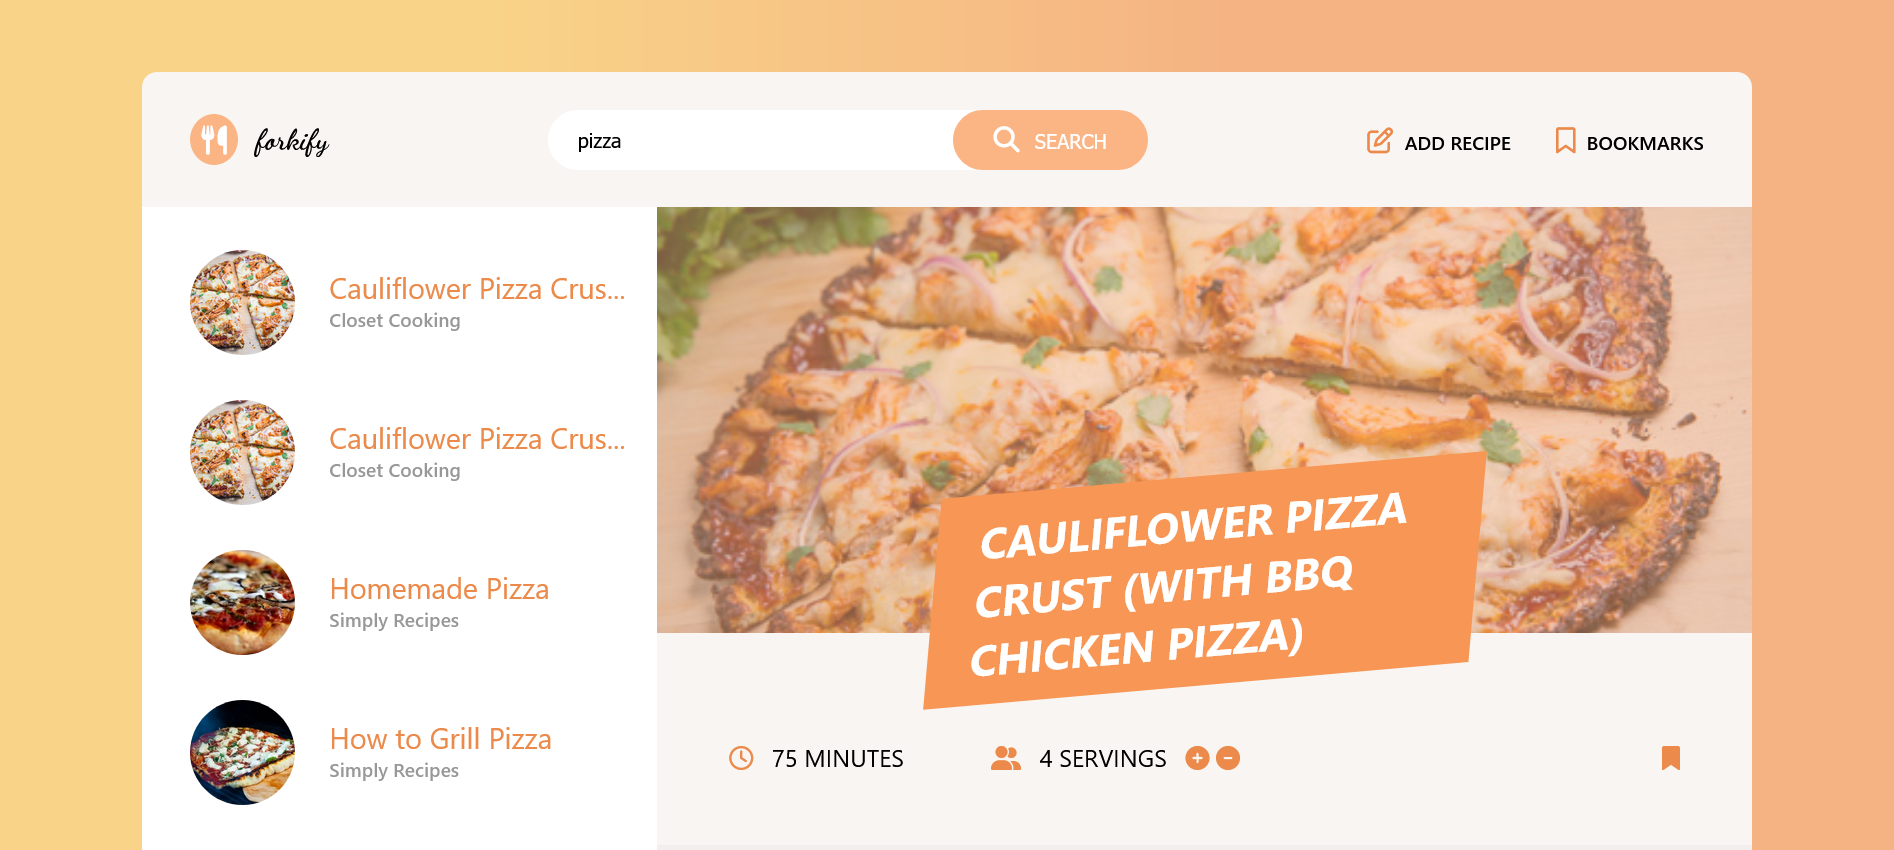 forkify
pizza
SEARCH
ADD RECIPE
BOOKMARKS
Cauliflower Pizza Crus...
Closet Cooking
Cauliflower Pizza Crus...
Closet Cooking
Homemade Pizza
Simply Recipes
How to Grill Pizza
Simply Recipes
CAULIFLOWER PIZZA
CRUST (WITH BBQ
CHICKEN PIZZA)
75 MINUTES
4 SERVINGS